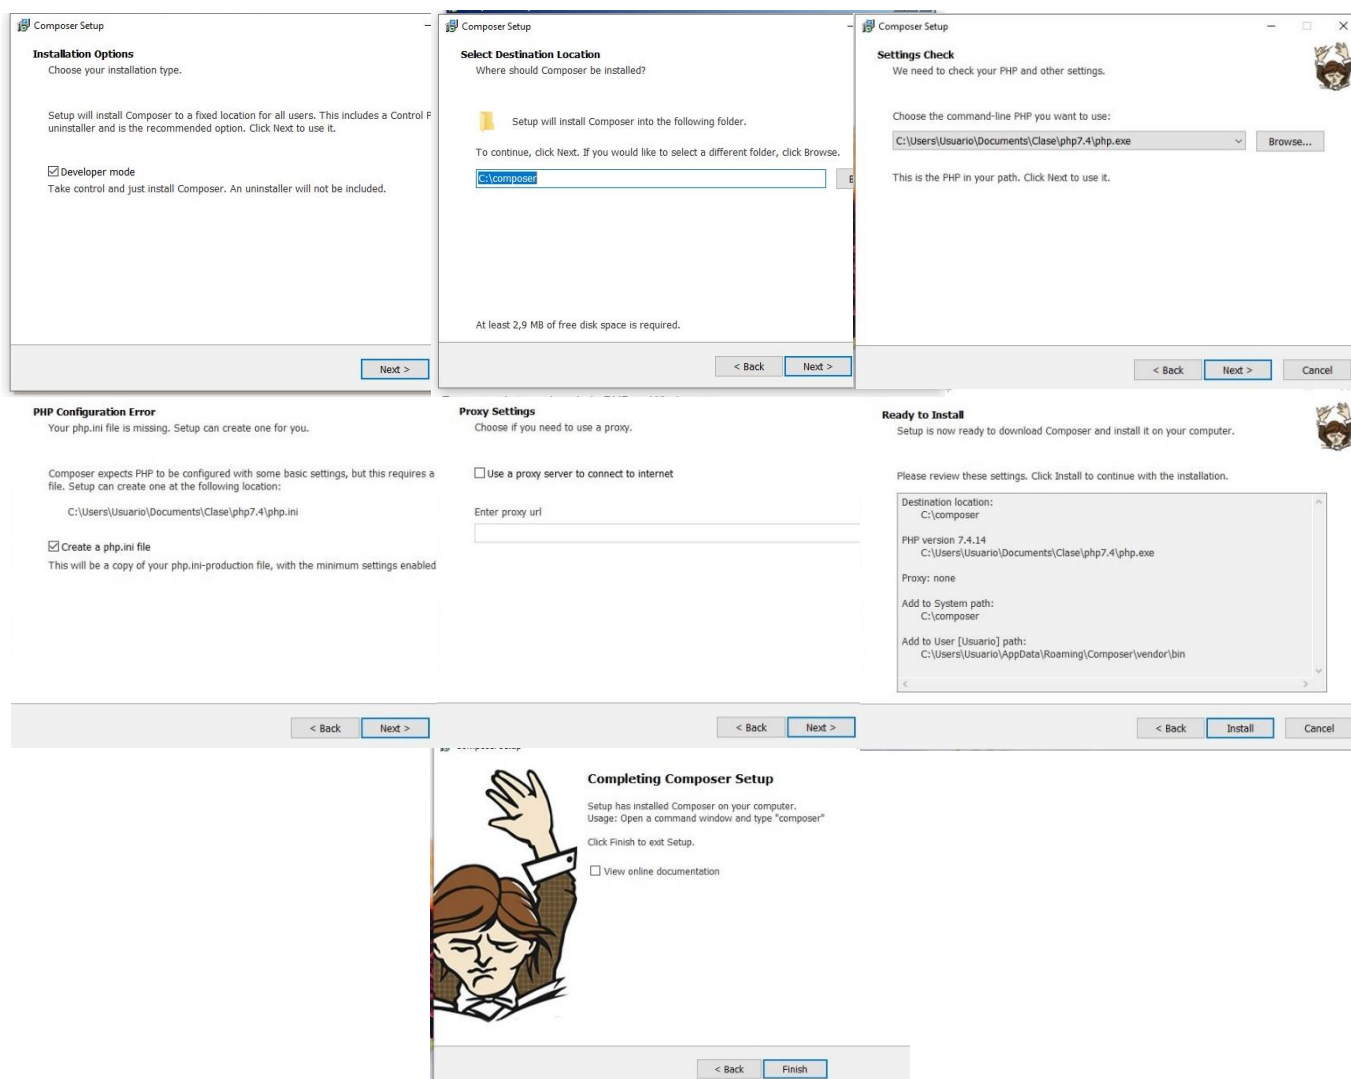 Composer Setup
Installation Options
Choose your installation type.
Setup will install Composer to a fixed location for all users. This includes a Control
uninstaller and is the recommended option. Click Next to use it.
Developer mode
Take control and just install Composer. An uninstaller will not be included.
Next >
Composer Setup
Select Destination Location
Where should Composer be installed?
Setup will install Composer into the following folder.
To continue, click Next. If you would like to select a different folder, click Browse.
C:\composer
At least 2,9 MB of free disk space is required.
< Back Next >
Composer Setup
Settings Check
We need to check your PHP and other settings.
Choose the command-line PHP you want to use:
C:\Users\Usuario\Documents\Clase\php7.4\php.exe
Browse...
This is the PHP in your path. Click Next to use it.
< Back Next > Cancel
PHP Configuration Error
Your php.ini file is missing. Setup can create one for you.
Composer expects PHP to be configured with some basic settings, but this requires a
file. Setup can create one at the following location:
C:\Users\Usuario\Documents\Clase\php7.4\php.ini
Create a php.ini file
This will be a copy of your php.ini-production file, with the minimum settings enabled
< Back Next >
Proxy Settings
Choose if you need to use a proxy.
Use a proxy server to connect to internet
Enter proxy url
< Back Next >
Ready to Install
Setup is now ready to download Composer and install it on your computer.
Please review these settings. Click Install to continue with the installation.
Destination location:
C:\composer
PHP version 7.4.14
C:\Users\Usuario\Documents\Clase\php7.4\php.exe
Proxy: none
Add to System path:
C:\composer
Add to User [Usuario] path:
C:\Users\Usuario\AppData\Roaming\Composer\vendor\bin
< Back Install Cancel
Completing Composer Setup
Setup has installed Composer on your computer.
Usage: Open a command window and type "composer"
Click Finish to exit Setup.
View online documentation
< Back Finish